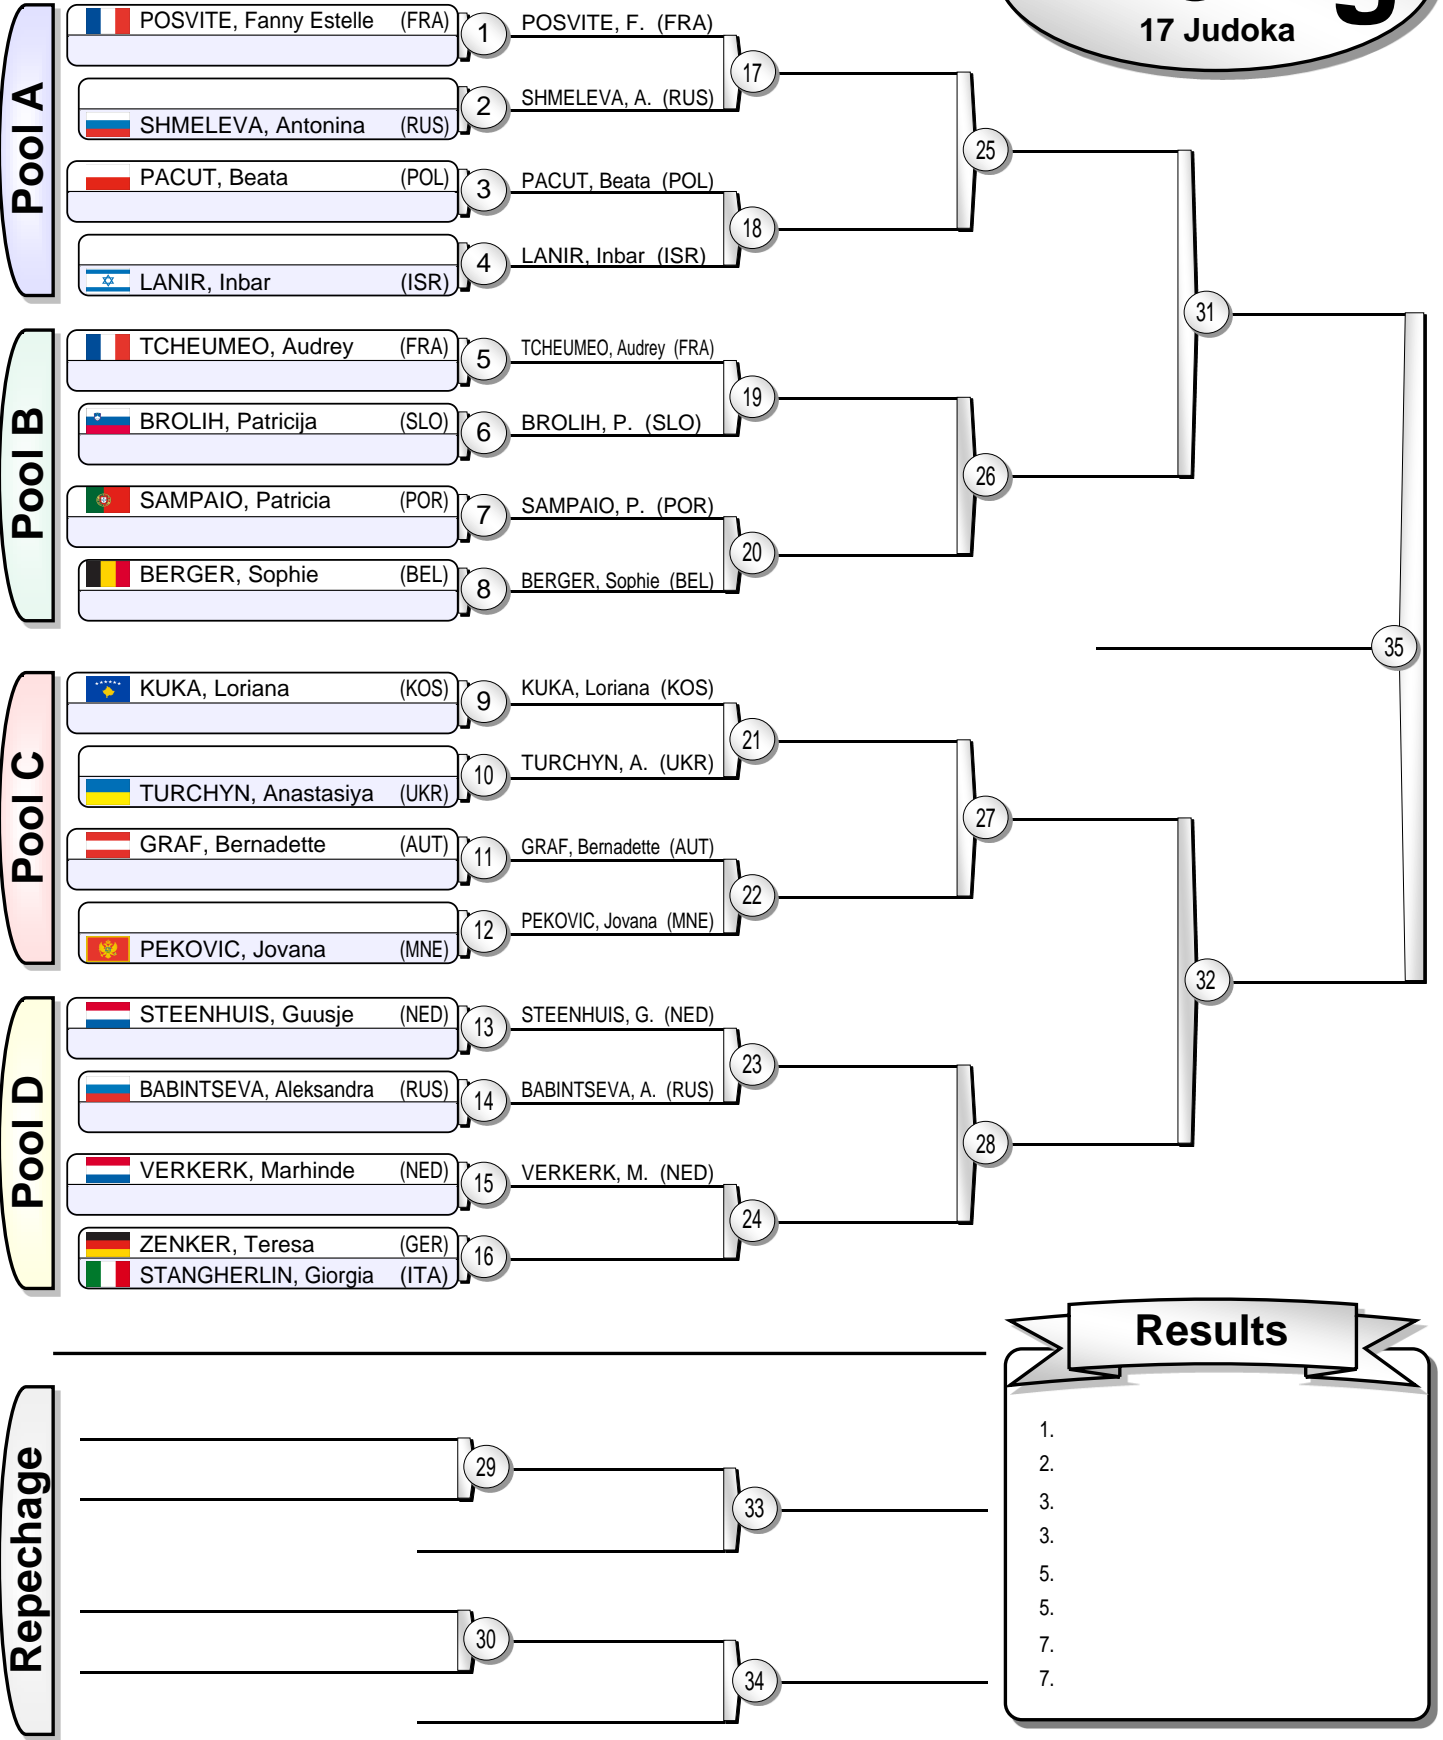 17 Judoka
Pool A
POSVITE, Fanny Estelle (FRA) 1 POSVITE, F. (FRA)
17
2 SHMELEVA, A. (RUS)
SHMELEVA, Antonina (RUS)
25
PACUT, Beata (POL) 3 PACUT, Beata (POL)
18
4 LANIR, Inbar (ISR)
LANIR, Inbar (ISR)
31
Pool B
TCHEUMEO, Audrey (FRA) 5 TCHEUMEO, Audrey (FRA)
19
BROLIH, Patricija (SLO) 6 BROLIH, P. (SLO)
26
SAMPAIO, Patricia (POR) 7 SAMPAIO, P. (POR)
20
BERGER, Sophie (BEL) 8 BERGER, Sophie (BEL)
35
Pool C
KUKA, Loriana (KOS) 9 KUKA, Loriana (KOS)
21
10 TURCHYN, A. (UKR)
TURCHYN, Anastasiya (UKR)
27
GRAF, Bernadette (AUT) 11 GRAF, Bernadette (AUT)
22
12 PEKOVIC, Jovana (MNE)
PEKOVIC, Jovana (MNE)
32
Pool D
STEENHUIS, Guusje (NED) 13 STEENHUIS, G. (NED)
23
BABINTSEVA, Aleksandra (RUS) 14 BABINTSEVA, A. (RUS)
28
VERKERK, Marhinde (NED) 15 VERKERK, M. (NED)
24
ZENKER, Teresa (GER) 16
STANGHERLIN, Giorgia (ITA)
Repechage
29
33
30
34
Results
1.
2.
3.
3.
5.
5.
7.
7.